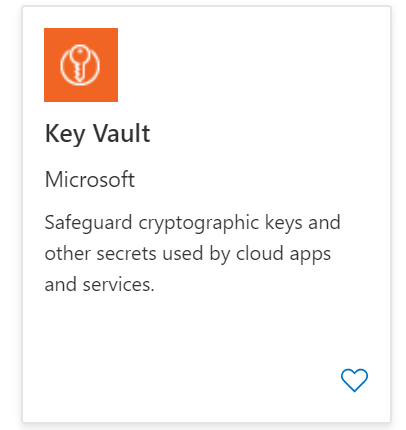 Key Vault
Microsoft
Safeguard cryptographic keys and
other secrets used by cloud apps
and services.